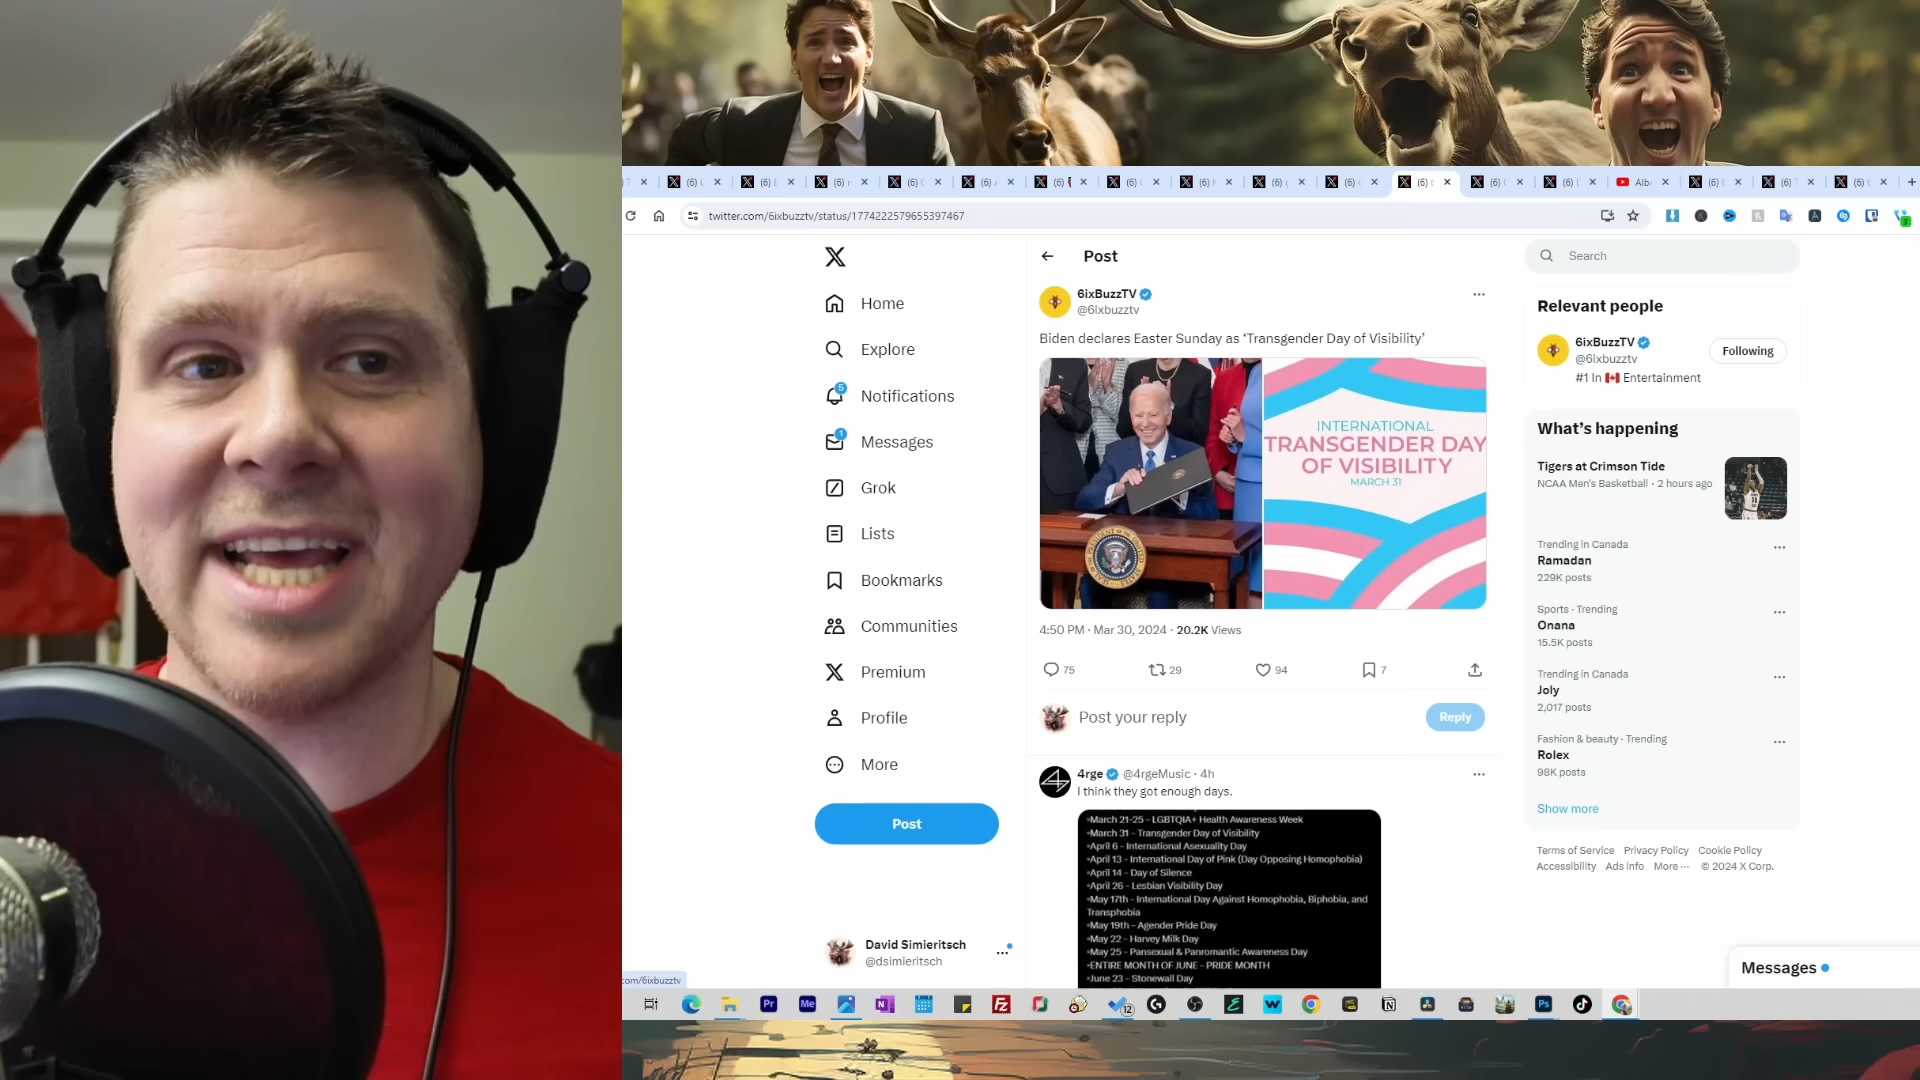 twitter.com/6ixbuzztv/status/1774222579655397467
Home
Explore
5
Notifications
1
Messages
Grok
Lists
Bookmarks
Communities
Premium
Profile
More
Post
David Simieritsch
@dsimieritsch
com/6ixbuzztv
Post
6ixBuzzTV
@6ixbuzztv
Biden declares Easter Sunday as ‘Transgender Day of Visibility’
INTERNATIONAL
TRANSGENDER DAY
OF VISIBILITY
MARCH 31
4:50 PM · Mar 30, 2024 · 20.2K Views
75
29
94
7
Post your reply
Reply
4rge @4rgeMusic · 4h
I think they got enough days.
•March 21-25 - LGBTQIA+ Health Awareness Week
•March 31 - Transgender Day of Visibility
•April 6 - International Asexuality Day
•April 13 - International Day of Pink (Day Opposing Homophobia)
•April 14 - Day of Silence
•April 26 - Lesbian Visibility Day
•May 17th - International Day Against Homophobia, Biphobia, and
Transphobia
•May 19th - Agender Pride Day
•May 22 - Harvey Milk Day
•May 25 - Pansexual & Panromantic Awareness Day
•ENTIRE MONTH OF JUNE - PRIDE MONTH
•June 23 - Stonewall Day
Search
Relevant people
6ixBuzzTV
@6ixbuzztv
Following
#1 In 🇨🇦 Entertainment
What’s happening
Tigers at Crimson Tide
NCAA Men's Basketball · 2 hours ago
Trending in Canada
Ramadan
229K posts
Sports · Trending
Onana
15.5K posts
Trending in Canada
Joly
2,017 posts
Fashion & beauty · Trending
Rolex
98K posts
Show more
Terms of Service Privacy Policy Cookie Policy
Accessibility Ads info More ··· © 2024 X Corp.
Messages
Pr
Me
12
Ps